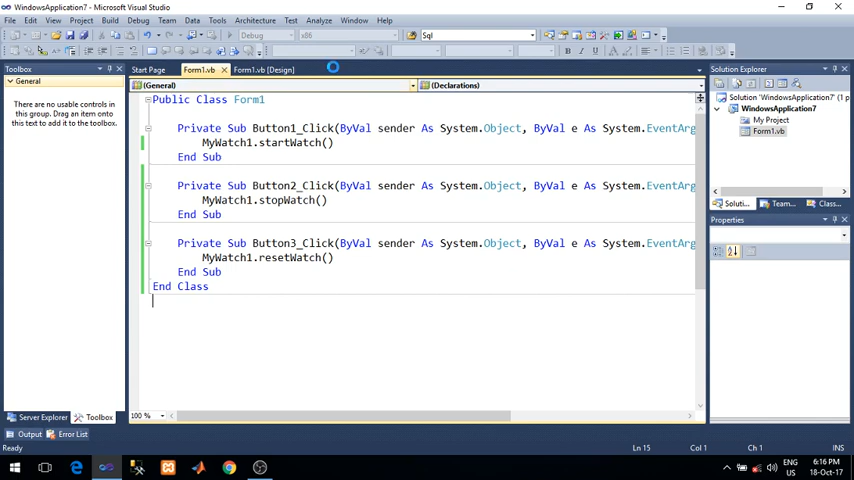 WindowsApplication7 - Microsoft Visual Studio
File Edit View Project Build Debug Team Data Tools Architecture Test Analyze Window Help
Debug x86 Sql
Toolbox
General
There are no usable controls in
this group. Drag an item onto
this text to add it to the toolbox.
Start Page Form1.vb Form1.vb [Design]
(General) (Declarations)
Public Class Form1
Private Sub Button1_Click(ByVal sender As System.Object, ByVal e As System.EventArg
MyWatch1.startWatch()
End Sub
Private Sub Button2_Click(ByVal sender As System.Object, ByVal e As System.EventArg
MyWatch1.stopWatch()
End Sub
Private Sub Button3_Click(ByVal sender As System.Object, ByVal e As System.EventArg
MyWatch1.resetWatch()
End Sub
End Class
100 %
Solution Explorer
Solution 'WindowsApplication7' (1 p
WindowsApplication7
My Project
Form1.vb
Soluti... Team... Class...
Properties
Server Explorer Toolbox
Output Error List
Ready Ln 15 Col 1 Ch 1 INS
ENG 6:16 PM
US 18-Oct-17